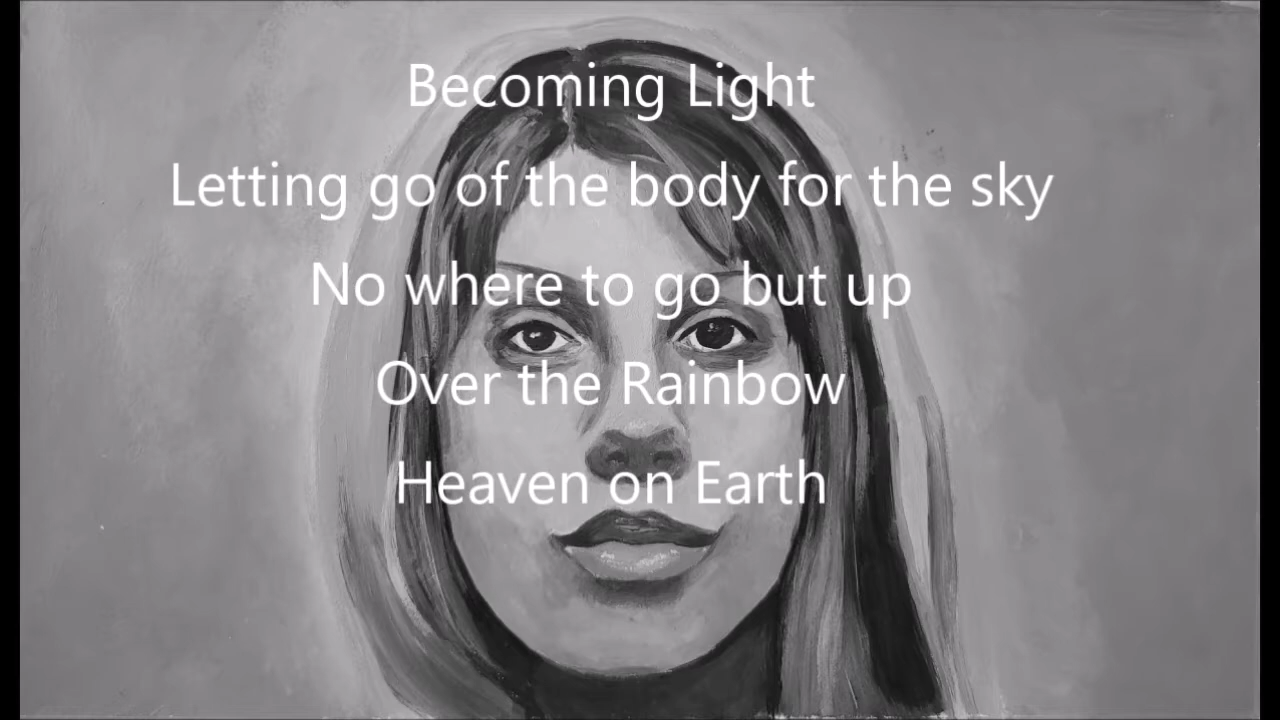 Becoming Light
Letting go of the body for the sky
No where to go but up
Over the Rainbow
Heaven on Earth